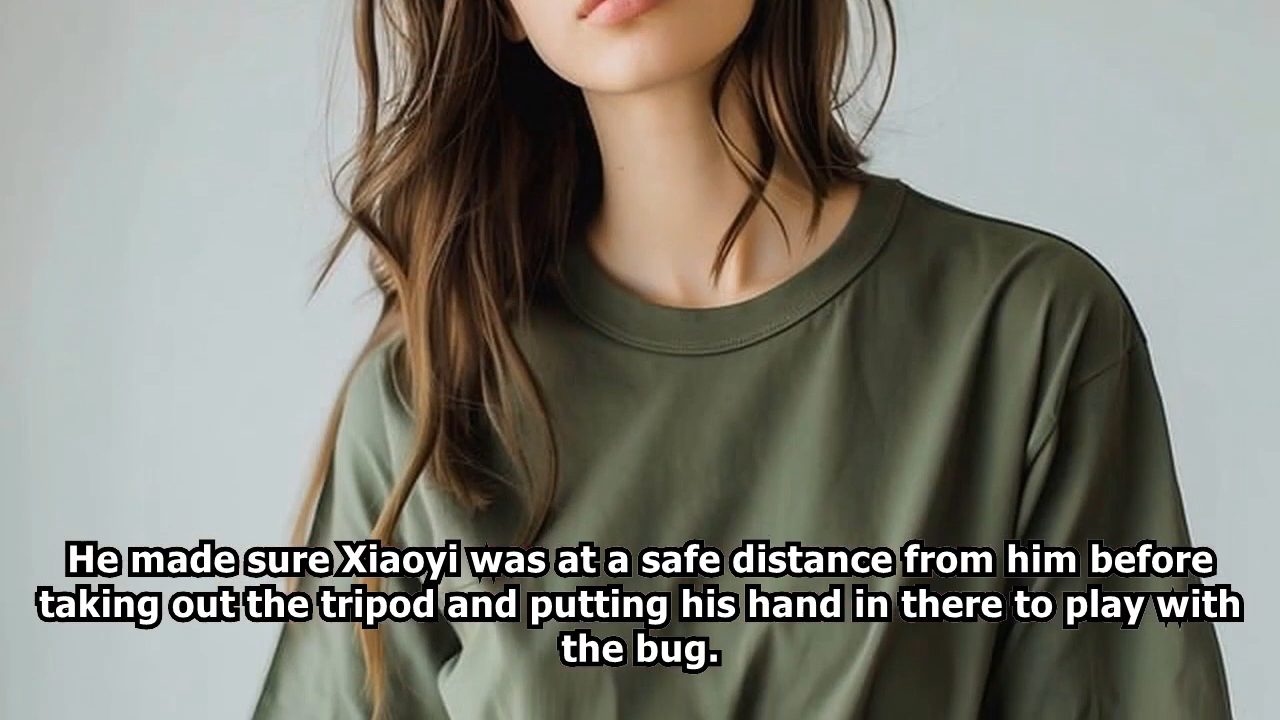 He made sure Xiaoyi was at a safe distance from him before
taking out the tripod and putting his hand in there to play with
the bug.